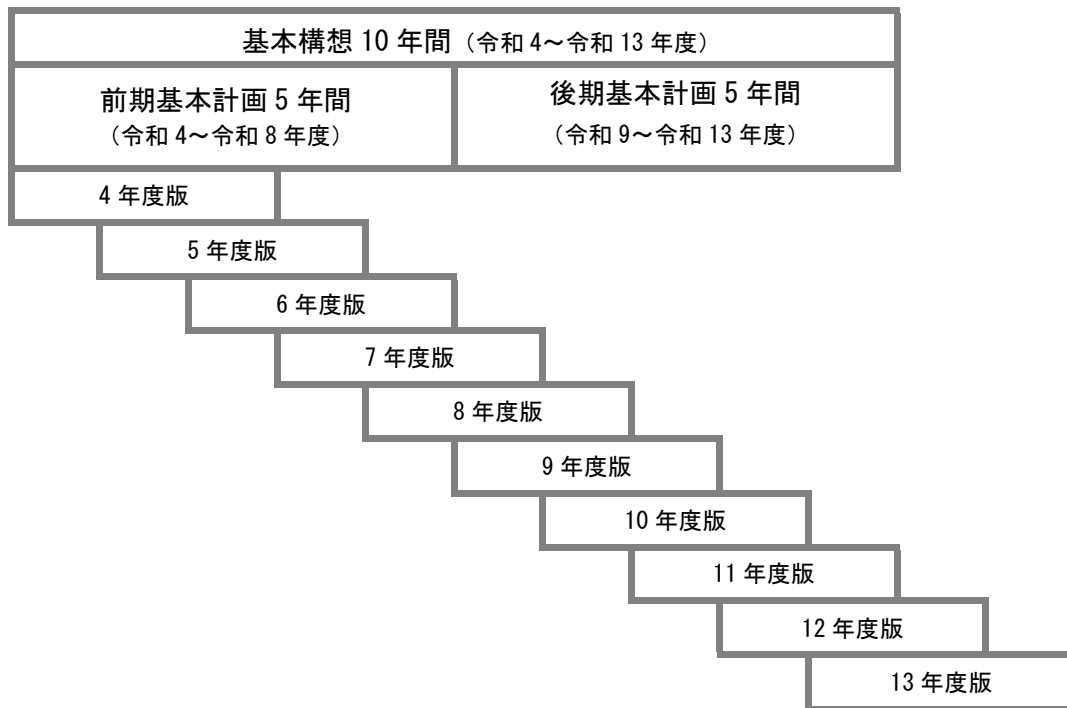 基本構想 10 年間（令和 4～令和 13 年度）
前期基本計画 5 年間
（令和 4～令和 8 年度）
後期基本計画 5 年間
（令和 9～令和 13 年度）
4 年度版
5 年度版
6 年度版
7 年度版
8 年度版
9 年度版
10 年度版
11 年度版
12 年度版
13 年度版